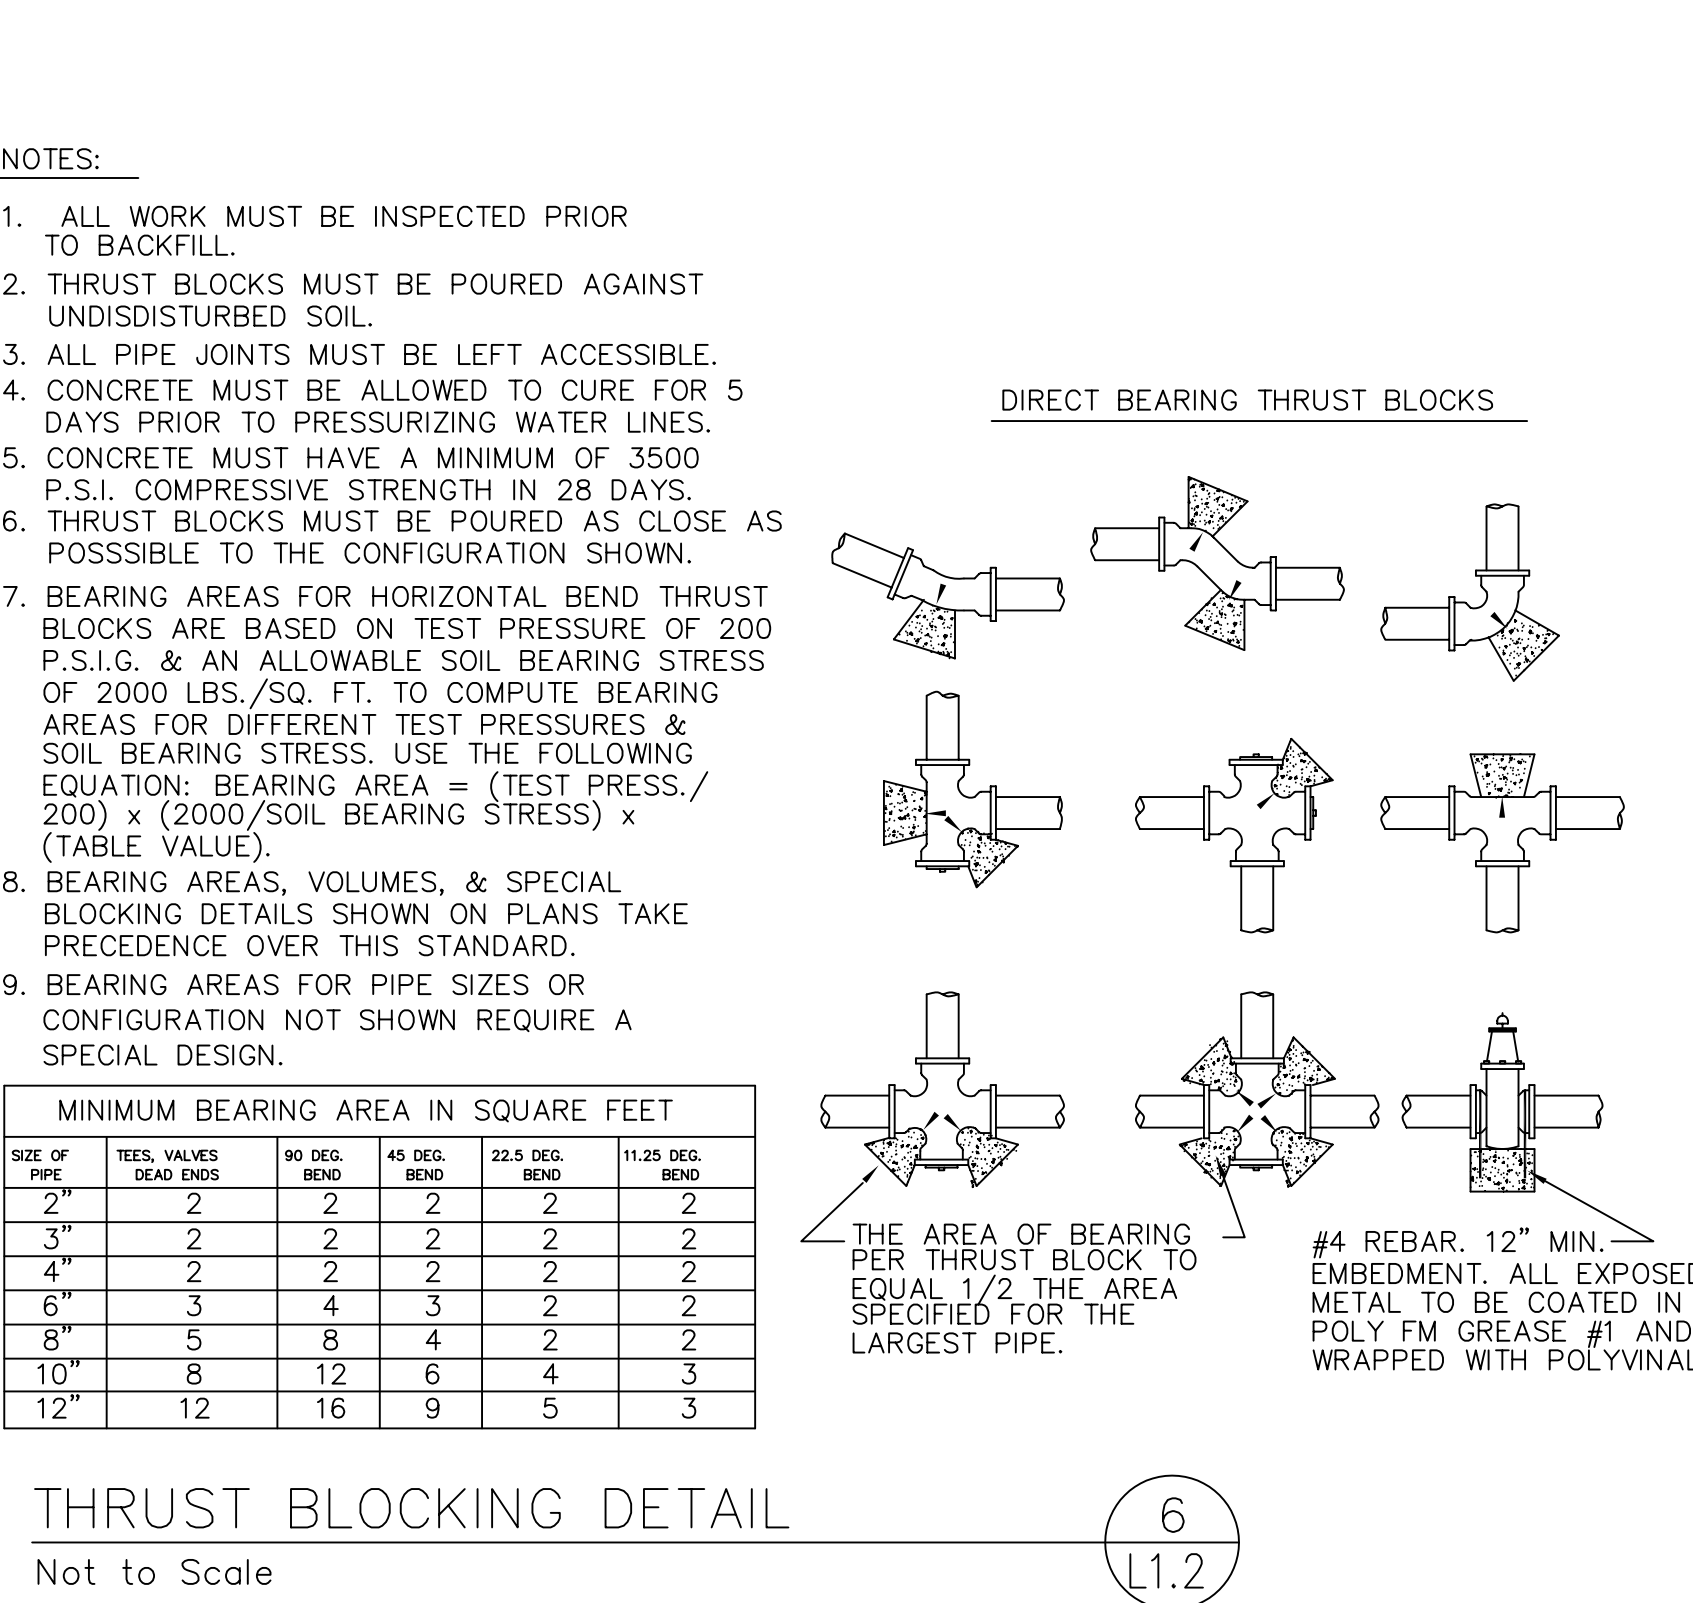 NOTES:
1. ALL WORK MUST BE INSPECTED PRIOR
TO BACKFILL.
2. THRUST BLOCKS MUST BE POURED AGAINST
UNDISDISTURBED SOIL.
3. ALL PIPE JOINTS MUST BE LEFT ACCESSIBLE.
4. CONCRETE MUST BE ALLOWED TO CURE FOR 5
DAYS PRIOR TO PRESSURIZING WATER LINES.
5. CONCRETE MUST HAVE A MINIMUM OF 3500
P.S.I. COMPRESSIVE STRENGTH IN 28 DAYS.
6. THRUST BLOCKS MUST BE POURED AS CLOSE AS
POSSSIBLE TO THE CONFIGURATION SHOWN.
7. BEARING AREAS FOR HORIZONTAL BEND THRUST
BLOCKS ARE BASED ON TEST PRESSURE OF 200
P.S.I.G. & AN ALLOWABLE SOIL BEARING STRESS
OF 2000 LBS./SQ. FT. TO COMPUTE BEARING
AREAS FOR DIFFERENT TEST PRESSURES &
SOIL BEARING STRESS. USE THE FOLLOWING
EQUATION: BEARING AREA = (TEST PRESS./
200) x (2000/SOIL BEARING STRESS) x
(TABLE VALUE).
8. BEARING AREAS, VOLUMES, & SPECIAL
BLOCKING DETAILS SHOWN ON PLANS TAKE
PRECEDENCE OVER THIS STANDARD.
9. BEARING AREAS FOR PIPE SIZES OR
CONFIGURATION NOT SHOWN REQUIRE A
SPECIAL DESIGN.
MINIMUM BEARING AREA IN SQUARE FEET
SIZE OF TEES, VALVES 90 DEG. 45 DEG. 22.5 DEG. 11.25 DEG.
PIPE DEAD ENDS BEND BEND BEND BEND
2" 2 2 2 2 2
3" 2 2 2 2 2
4" 2 2 2 2 2
6" 3 4 3 2 2
8" 5 8 4 2 2
10" 8 12 6 4 3
12" 12 16 9 5 3
DIRECT BEARING THRUST BLOCKS
THE AREA OF BEARING
PER THRUST BLOCK TO
EQUAL 1/2 THE AREA
SPECIFIED FOR THE
LARGEST PIPE.
#4 REBAR. 12" MIN.
EMBEDMENT. ALL EXPOSED
METAL TO BE COATED IN
POLY FM GREASE #1 AND
WRAPPED WITH POLYVINAL
THRUST BLOCKING DETAIL
Not to Scale
6
L1.2